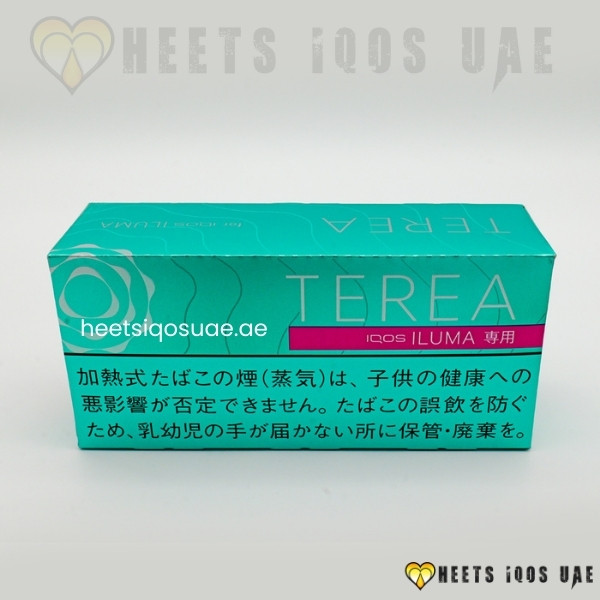 HEETS iQOS UAE
for IQOS ILUMA
TEREA
TEREA
heetsiqosuae.ae
IQOS ILUMA 専用
加熱式たばこの煙(蒸気)は、子供の健康への
悪影響が否定できません。たばこの誤飲を防ぐ
ため、乳幼児の手が届かない所に保管・廃棄を。
HEETS iQOS UAE